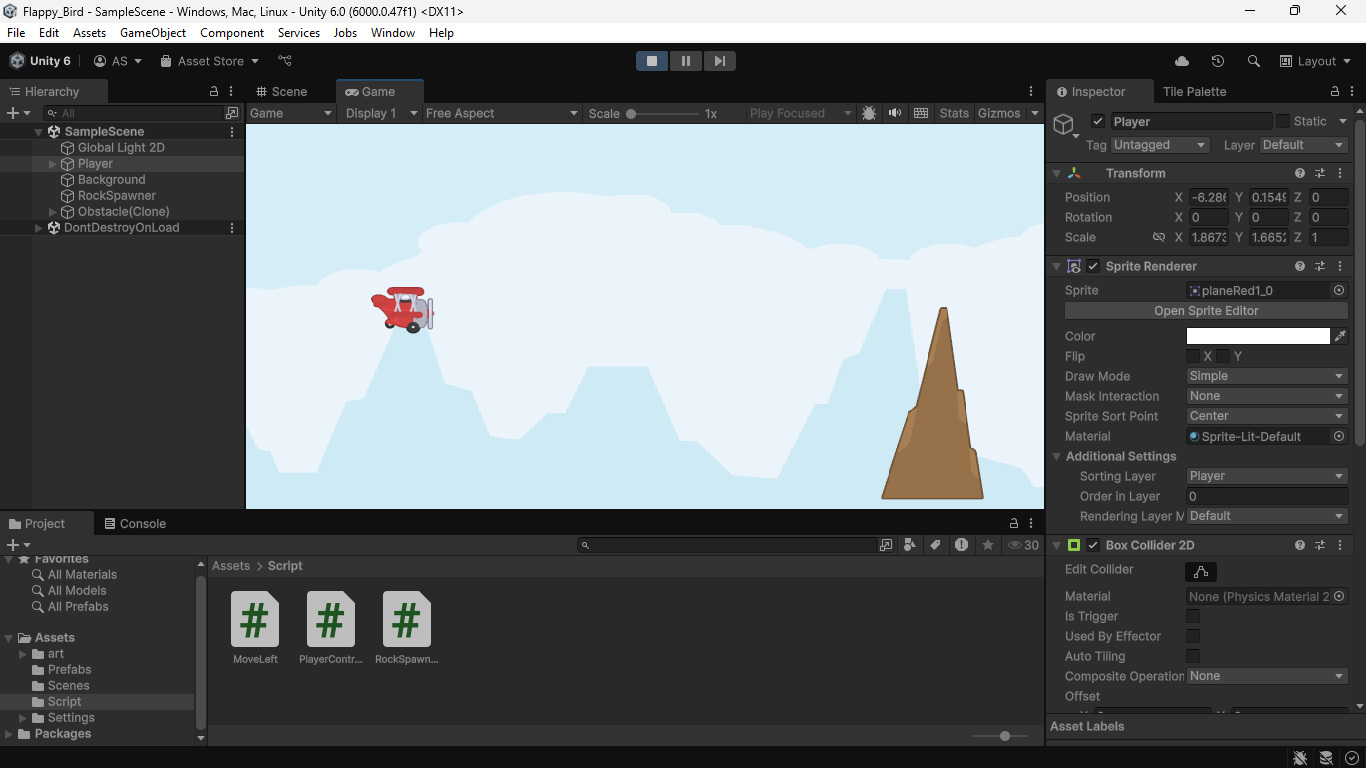 Flappy_Bird - SampleScene - Windows, Mac, Linux - Unity 6.0 (6000.0.47f1) <DX11>
File Edit Assets GameObject Component Services Jobs Window Help
Unity 6 AS Asset Store Layout
Hierarchy
All
SampleScene
Global Light 2D
Player
Background
RockSpawner
Obstacle(Clone)
DontDestroyOnLoad
Scene Game
Game Display 1 Free Aspect Scale 1x Play Focused Stats Gizmos
Project Console
30
Favorites
All Materials
All Models
All Prefabs
Assets
art
Prefabs
Scenes
Script
Settings
Packages
Assets > Script
MoveLeft PlayerContr... RockSpawn...
Inspector Tile Palette
Player Static
Tag Untagged Layer Default
Transform
Position X -6.286 Y 0.1549 Z 0
Rotation X 0 Y 0 Z 0
Scale X 1.8673 Y 1.6652 Z 1
Sprite Renderer
Sprite planeRed1_0
Open Sprite Editor
Color
Flip X Y
Draw Mode Simple
Mask Interaction None
Sprite Sort Point Center
Material Sprite-Lit-Default
Additional Settings
Sorting Layer Player
Order in Layer 0
Rendering Layer M Default
Box Collider 2D
Edit Collider
Material None (Physics Material 2
Is Trigger
Used By Effector
Auto Tiling
Composite Operation None
Offset
Asset Labels